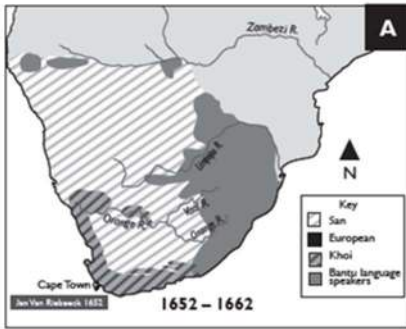 A
Zambezi R.
Limpopo R.
Vaal R.
Orange R.
Orange R.
N
Key
San
European
Khoi
Bantu language
speakers
Cape Town
Jan Van Riebeeck 1652
1652 – 1662